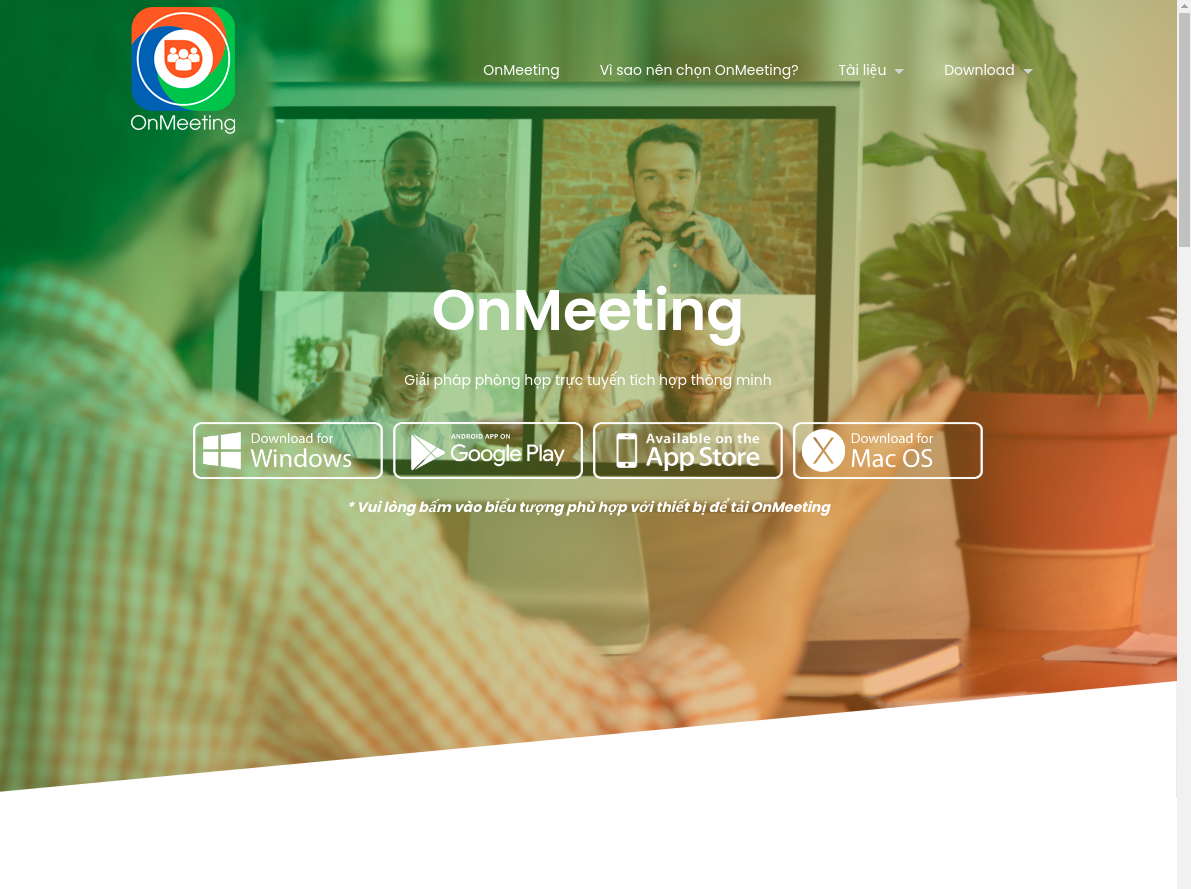 OnMeeting
OnMeeting
Vì sao nên chọn OnMeeting?
Tài liệu
Download
OnMeeting
Giải pháp phòng họp trực tuyến tích hợp thông minh
Download for
Windows
ANDROID APP ON
Google Play
Available on the
App Store
Download for
X
Mac OS
* Vui lòng bấm vào biểu tượng phù hợp với thiết bị để tải OnMeeting